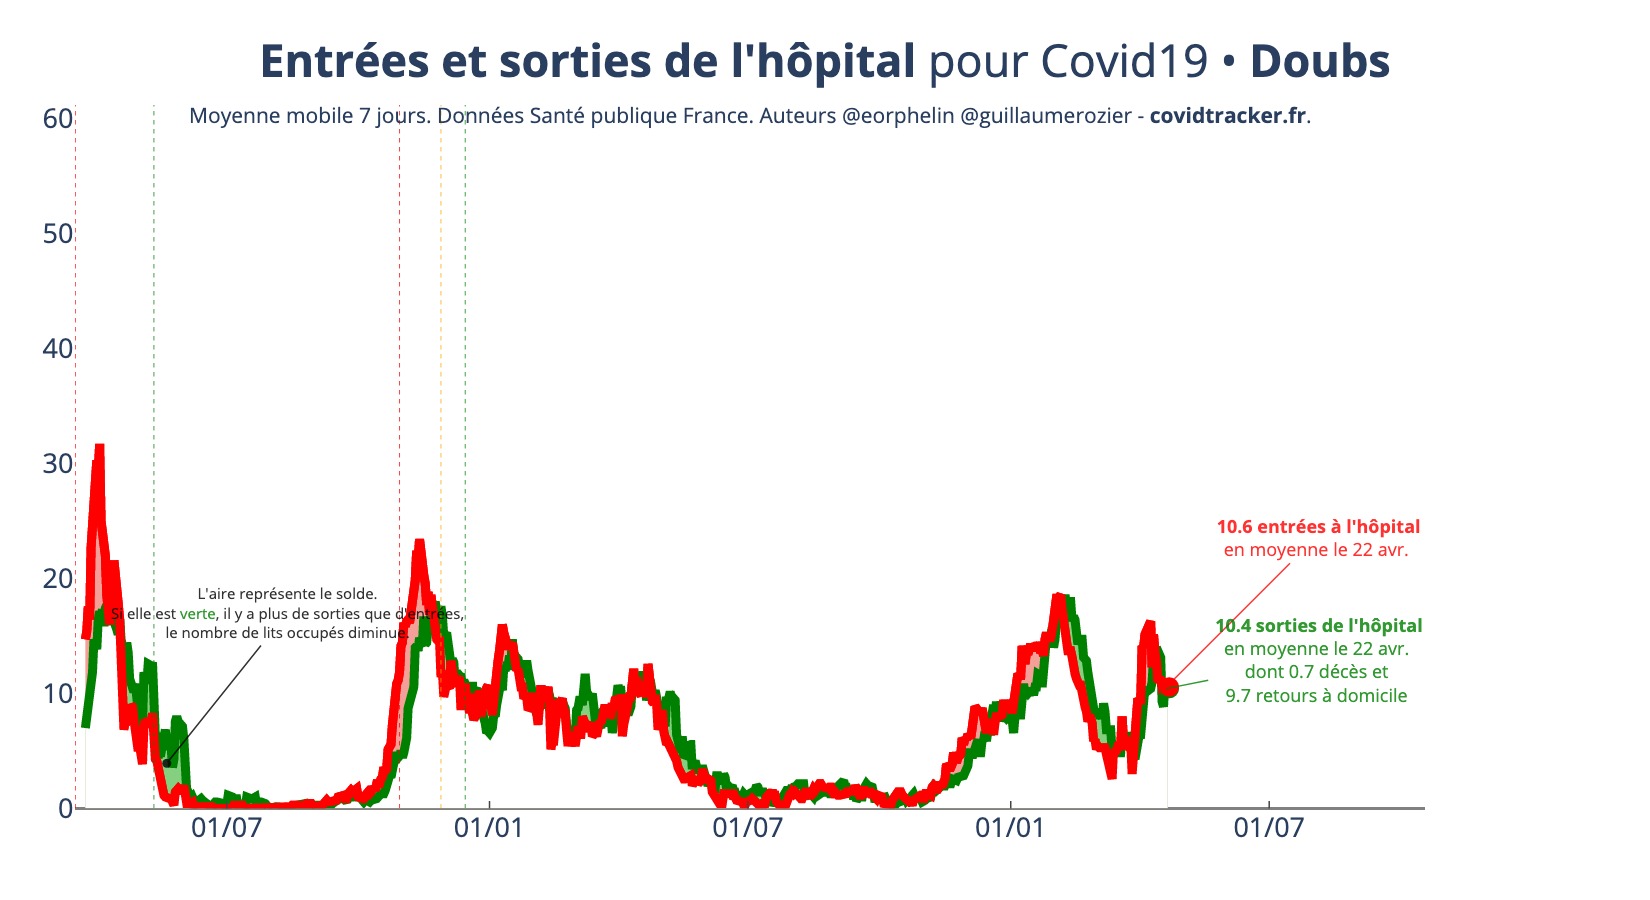 Entrées et sorties de l'hôpital pour Covid19 • Doubs
Moyenne mobile 7 jours. Données Santé publique France. Auteurs @eorphelin @guillaumerozier - covidtracker.fr.
60
50
40
30
20
10
0
L'aire représente le solde.
Si elle est verte, il y a plus de sorties que d'entrées,
le nombre de lits occupés diminue.
10.6 entrées à l'hôpital
en moyenne le 22 avr.
10.4 sorties de l'hôpital
en moyenne le 22 avr.
dont 0.7 décès et
9.7 retours à domicile
01/07
01/01
01/07
01/01
01/07